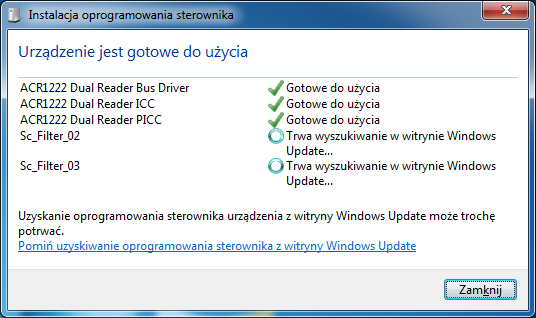 Instalacja oprogramowania sterownika
Urządzenie jest gotowe do użycia
ACR1222 Dual Reader Bus Driver Gotowe do użycia
ACR1222 Dual Reader ICC Gotowe do użycia
ACR1222 Dual Reader PICC Gotowe do użycia
Sc_Filter_02 Trwa wyszukiwanie w witrynie Windows
Update...
Sc_Filter_03 Trwa wyszukiwanie w witrynie Windows
Update...
Uzyskanie oprogramowania sterownika urządzenia z witryny Windows Update może trochę
potrwać.
Pomiń uzyskiwanie oprogramowania sterownika z witryny Windows Update
Zamknij